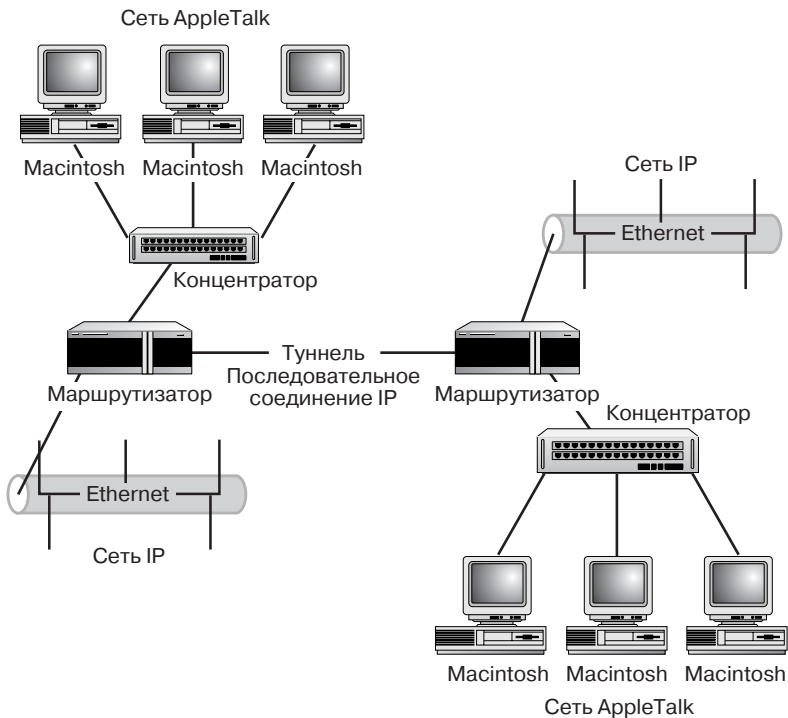 Сеть AppleTalk
Macintosh Macintosh Macintosh
Концентратор
Сеть IP
Ethernet
Маршрутизатор
Туннель
Последовательное
соединение IP
Маршрутизатор
Концентратор
Ethernet
Сеть IP
Macintosh Macintosh Macintosh
Сеть AppleTalk